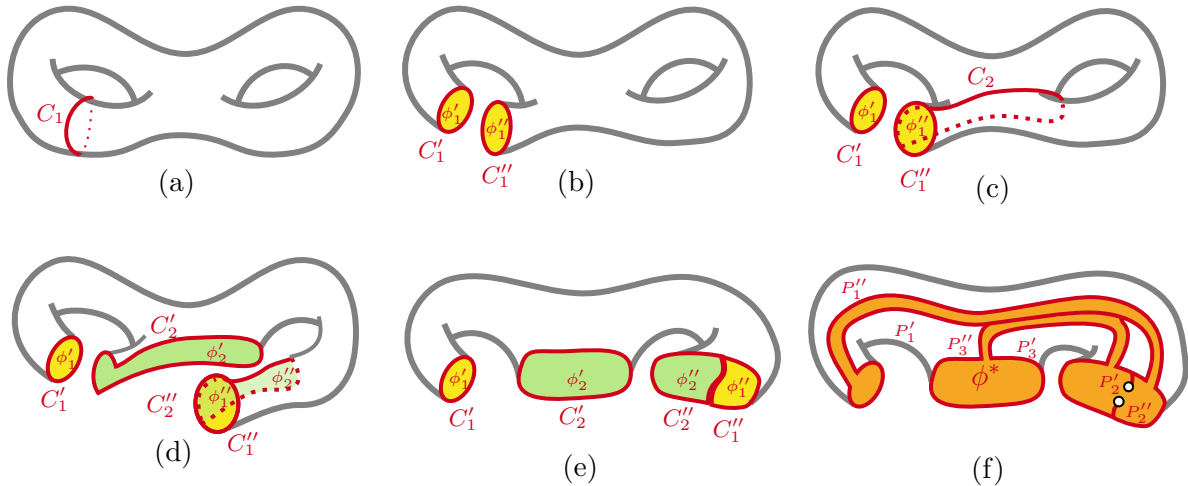 C₁
(a)
ϕ′₁ ϕ″₁
C′₁
C″₁
(b)
C₂
ϕ′₁ ϕ″₁
C′₁
C″₁
(c)
C′₂
ϕ′₁ ϕ′₂ ϕ″₂
C′₁ C″₂ ϕ″₁
C″₁
(d)
ϕ′₁ ϕ′₂ ϕ″₂ ϕ″₁
C′₁ C′₂ C″₂ C″₁
(e)
P″₁
P′₁ P″₃ P′₃
ϕ* P′₂
P″₂
(f)